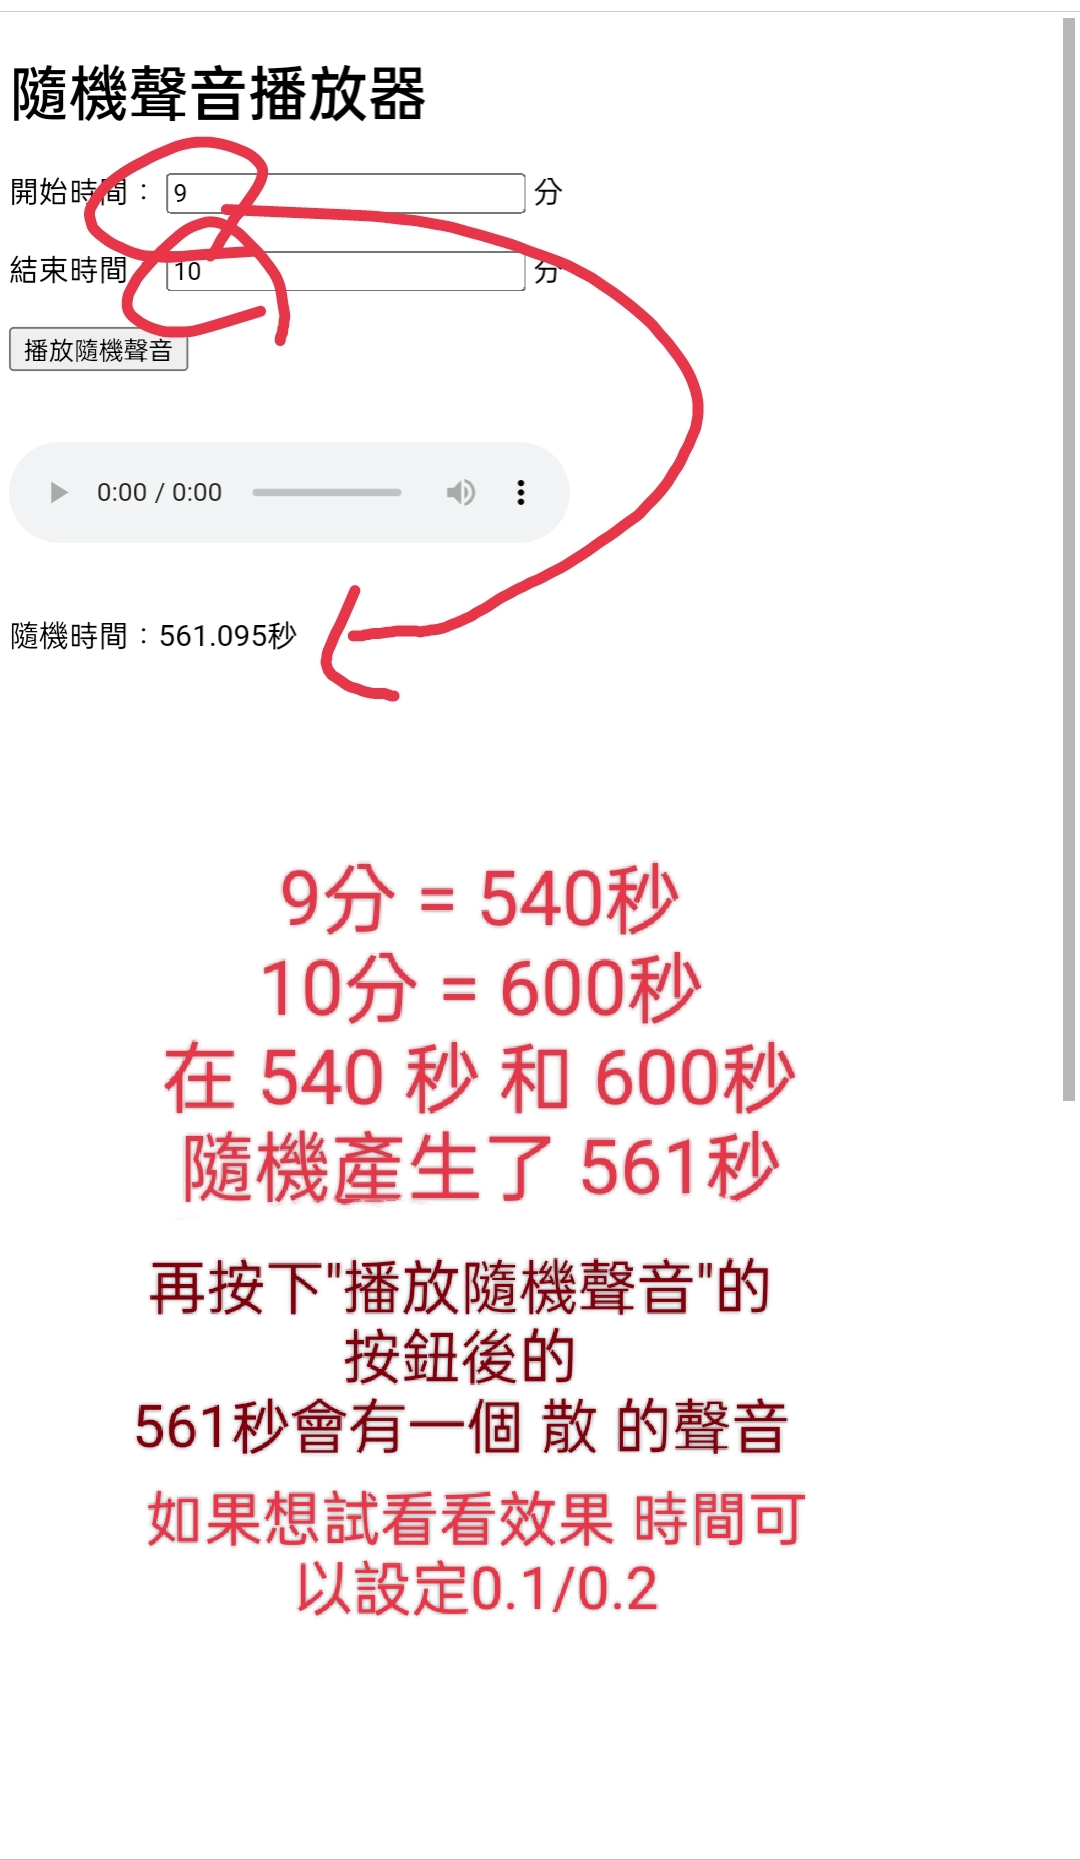 隨機聲音播放器
開始時間： 9 分
結束時間 10 分
播放隨機聲音
0:00 / 0:00
隨機時間：561.095秒
9分 = 540秒
10分 = 600秒
在 540 秒 和 600秒
隨機產生了 561秒
再按下"播放隨機聲音"的
按鈕後的
561秒會有一個 散 的聲音
如果想試看看效果 時間可
以設定0.1/0.2